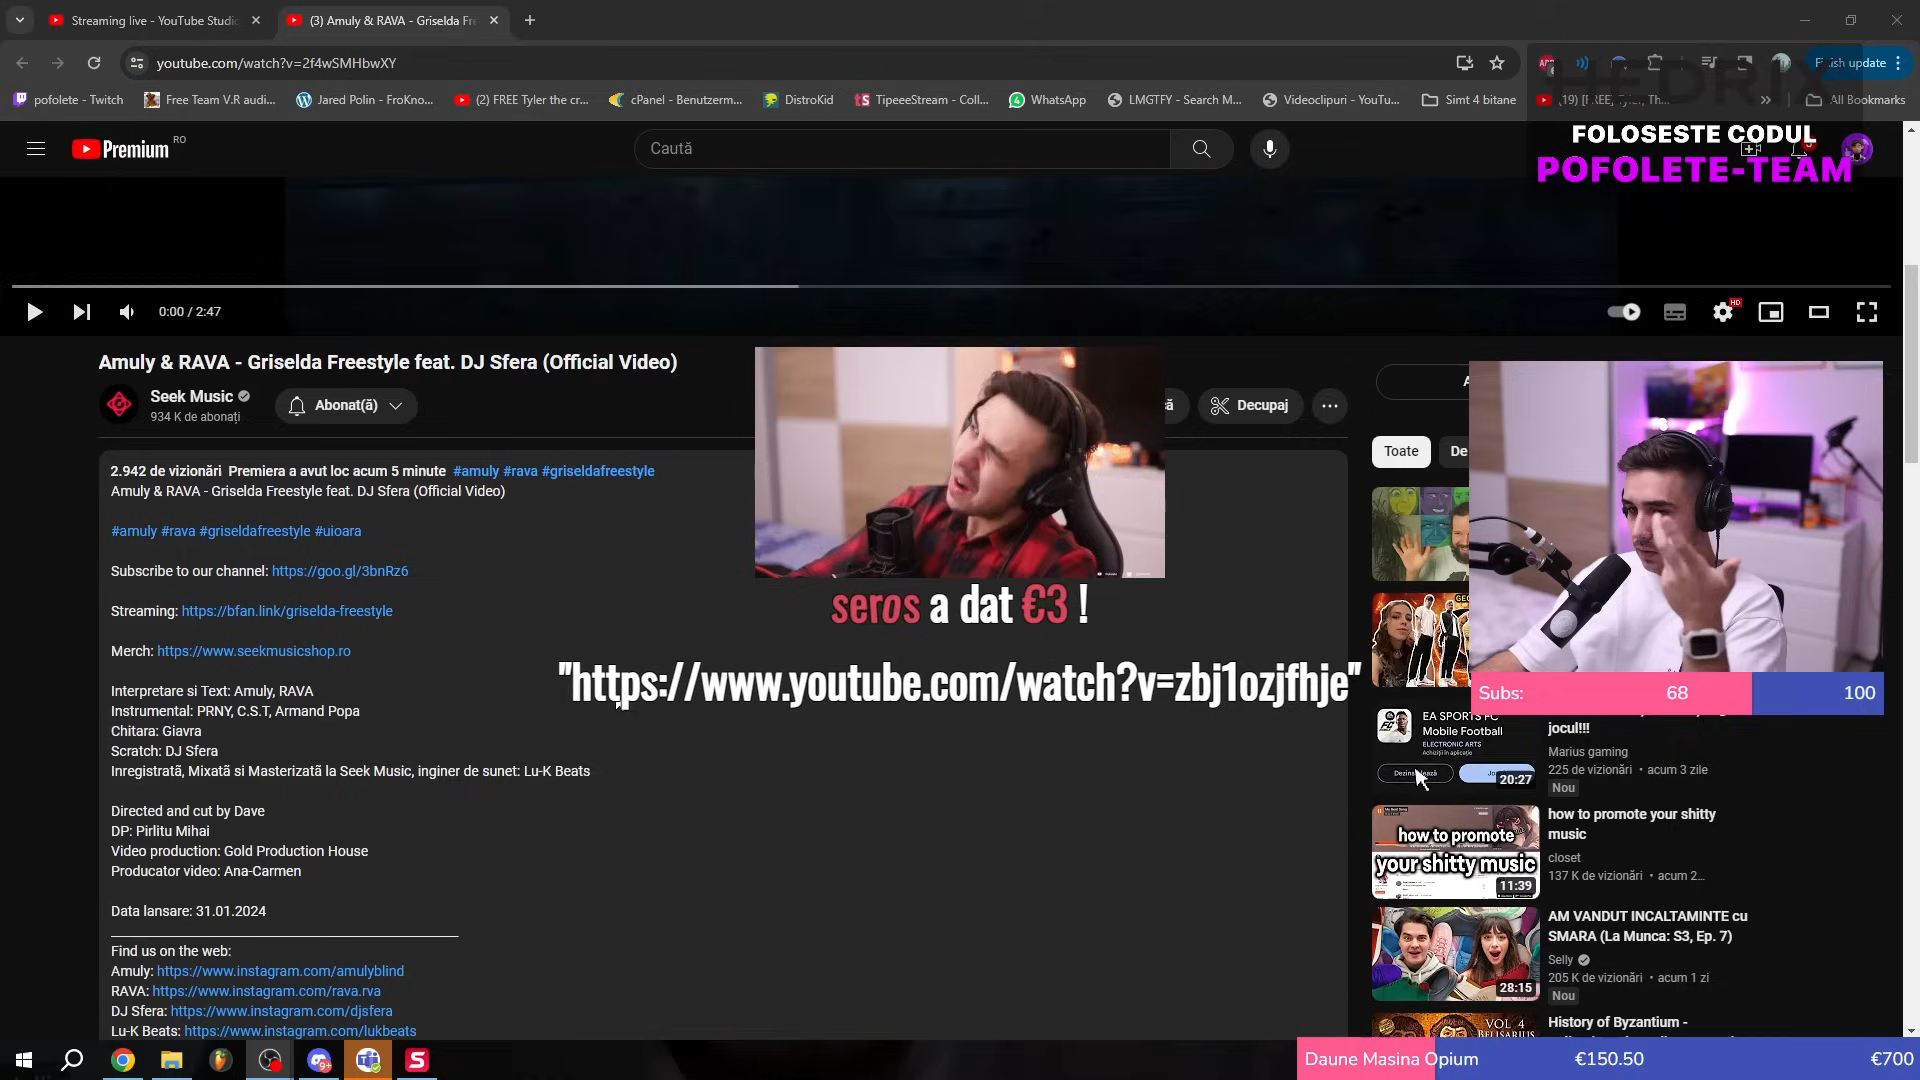 Streaming live - YouTube Studio
(3) Amuly & RAVA - Griselda Fr
youtube.com/watch?v=2f4wSMHbwXY
Finish update
pofolete - Twitch
Free Team V.R audi...
Jared Polin - FroKno...
(2) FREE Tyler the cr...
cPanel - Benutzerm...
DistroKid
TipeeeStream - Coll...
WhatsApp
LMGTFY - Search M...
Videoclipuri - YouTu...
Simt 4 bitane
All Bookmarks
FOLOSESTE CODUL
POFOLETE-TEAM
Premium RO
Caută
0:00 / 2:47
HD
Amuly & RAVA - Griselda Freestyle feat. DJ Sfera (Official Video)
Seek Music
934 K de abonați
Abonat(ă)
Decupaj
Toate
De
2.942 de vizionări Premiera a avut loc acum 5 minute #amuly #rava #griseldafreestyle
Amuly & RAVA - Griselda Freestyle feat. DJ Sfera (Official Video)
#amuly #rava #griseldafreestyle #uioara
Subscribe to our channel: https://goo.gl/3bnRz6
Streaming: https://bfan.link/griselda-freestyle
Merch: https://www.seekmusicshop.ro
Interpretare si Text: Amuly, RAVA
Instrumental: PRNY, C.S.T, Armand Popa
Chitara: Giavra
Scratch: DJ Sfera
Inregistrată, Mixată si Masterizată la Seek Music, inginer de sunet: Lu-K Beats
Directed and cut by Dave
DP: Pirlitu Mihai
Video production: Gold Production House
Producator video: Ana-Carmen
Data lansare: 31.01.2024
Find us on the web:
Amuly: https://www.instagram.com/amulyblind
RAVA: https://www.instagram.com/rava.rva
DJ Sfera: https://www.instagram.com/djsfera
Lu-K Beats: https://www.instagram.com/lukbeats
seros a dat €3 !
"https://www.youtube.com/watch?v=zbj1ozjfhje"
Subs: 68 100
EA SPORTS FC
Mobile Football
ELECTRONIC ARTS
20:27
jocul!!!
Marius gaming
225 de vizionări • acum 3 zile
Nou
how to promote
your shitty music
11:39
how to promote your shitty
music
closet
137 K de vizionări • acum 2...
28:15
AM VANDUT INCALTAMINTE cu
SMARA (La Munca: S3, Ep. 7)
Selly
205 K de vizionări • acum 1 zi
Nou
VOL 4
BELISARIUS
History of Byzantium -
Daune Masina Opium €150.50 €700